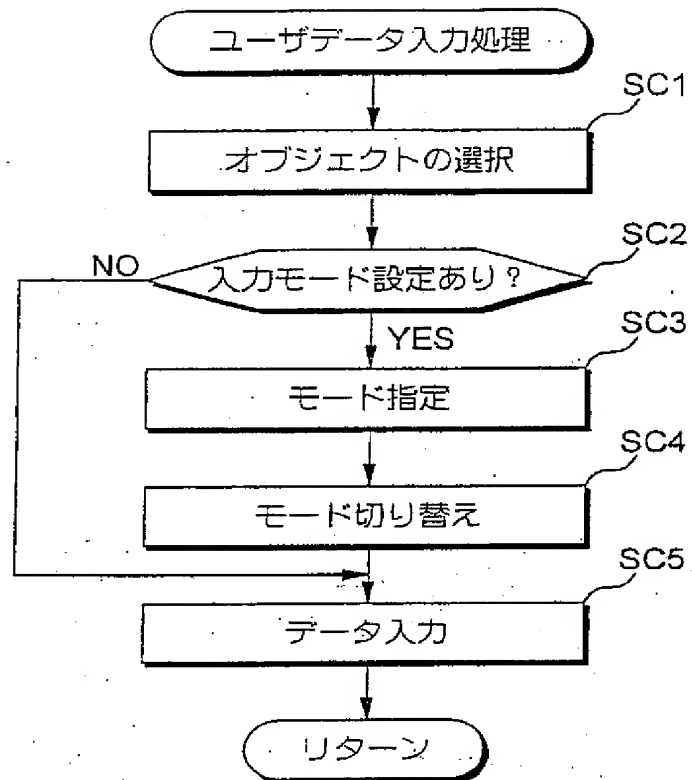 ユーザデータ入力処理
SC1
オブジェクトの選択
SC2
NO
入力モード設定あり?
YES
SC3
モード指定
SC4
モード切り替え
SC5
データ入力
リターン